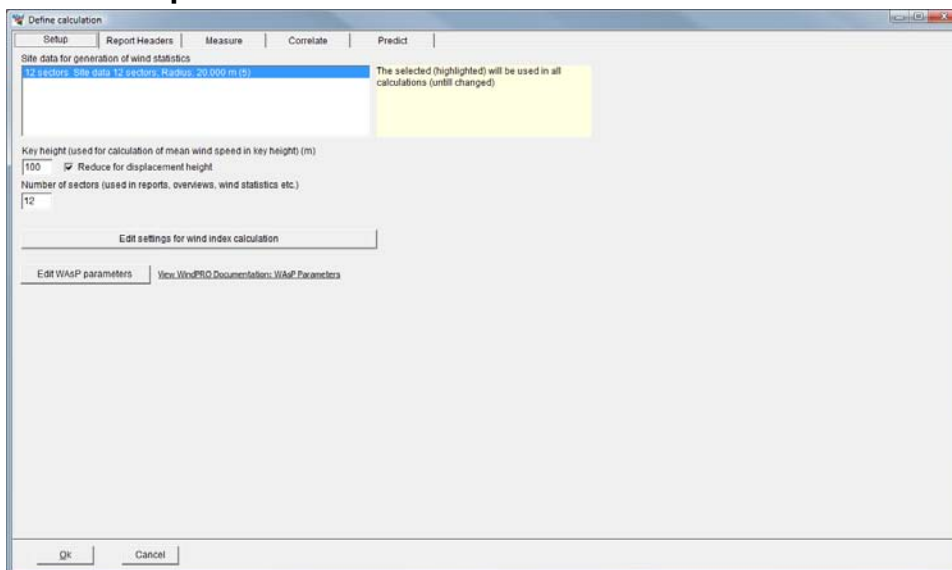 Define calculation
Setup Report Headers Measure Correlate Predict
Site data for generation of wind statistics
12 sectors Site data 12 sectors; Radius: 20.000 m (5)
The selected (highlighted) will be used in all
calculations (untill changed)
Key height (used for calculation of mean wind speed in key height) (m)
100 Reduce for displacement height
Number of sectors (used in reports, overviews, wind statistics etc.)
12
Edit settings for wind index calculation
Edit WAsP parameters View WindPRO Documentation: WAsP Parameters
Ok Cancel